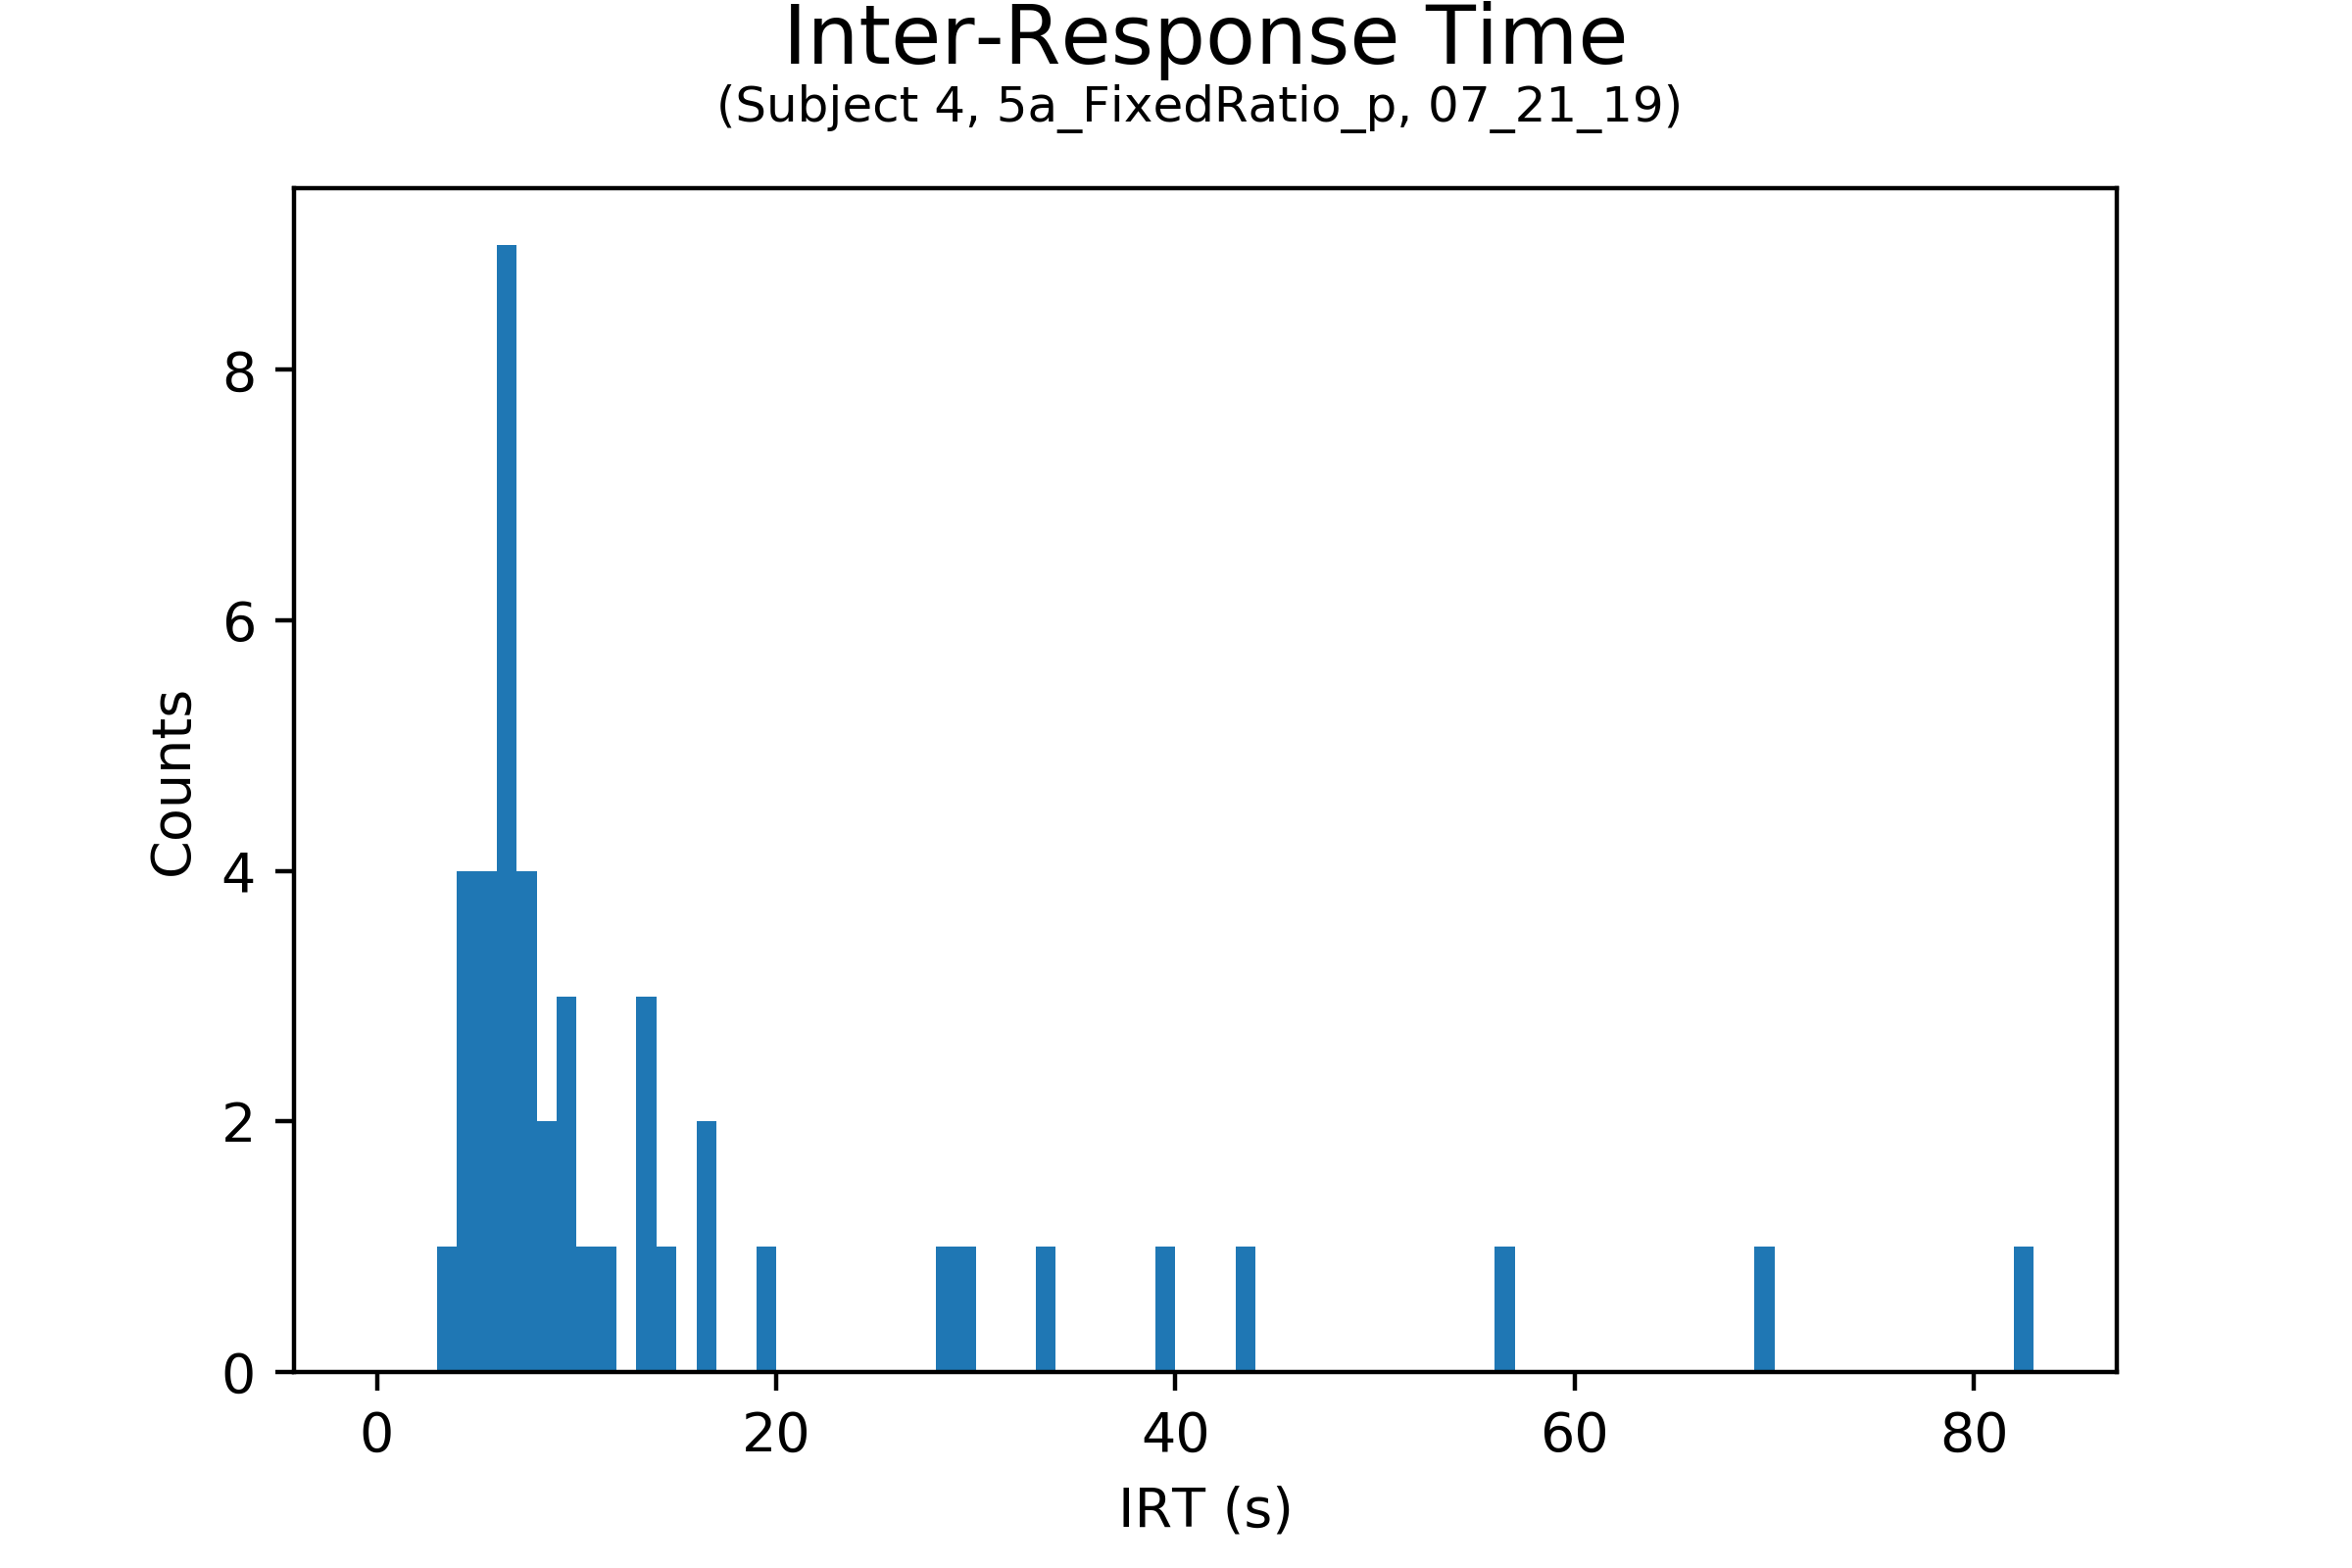 Inter-Response Time
(Subject 4, 5a_FixedRatio_p, 07_21_19)
Counts
8
6
4
2
0
0 20 40 60 80
IRT (s)